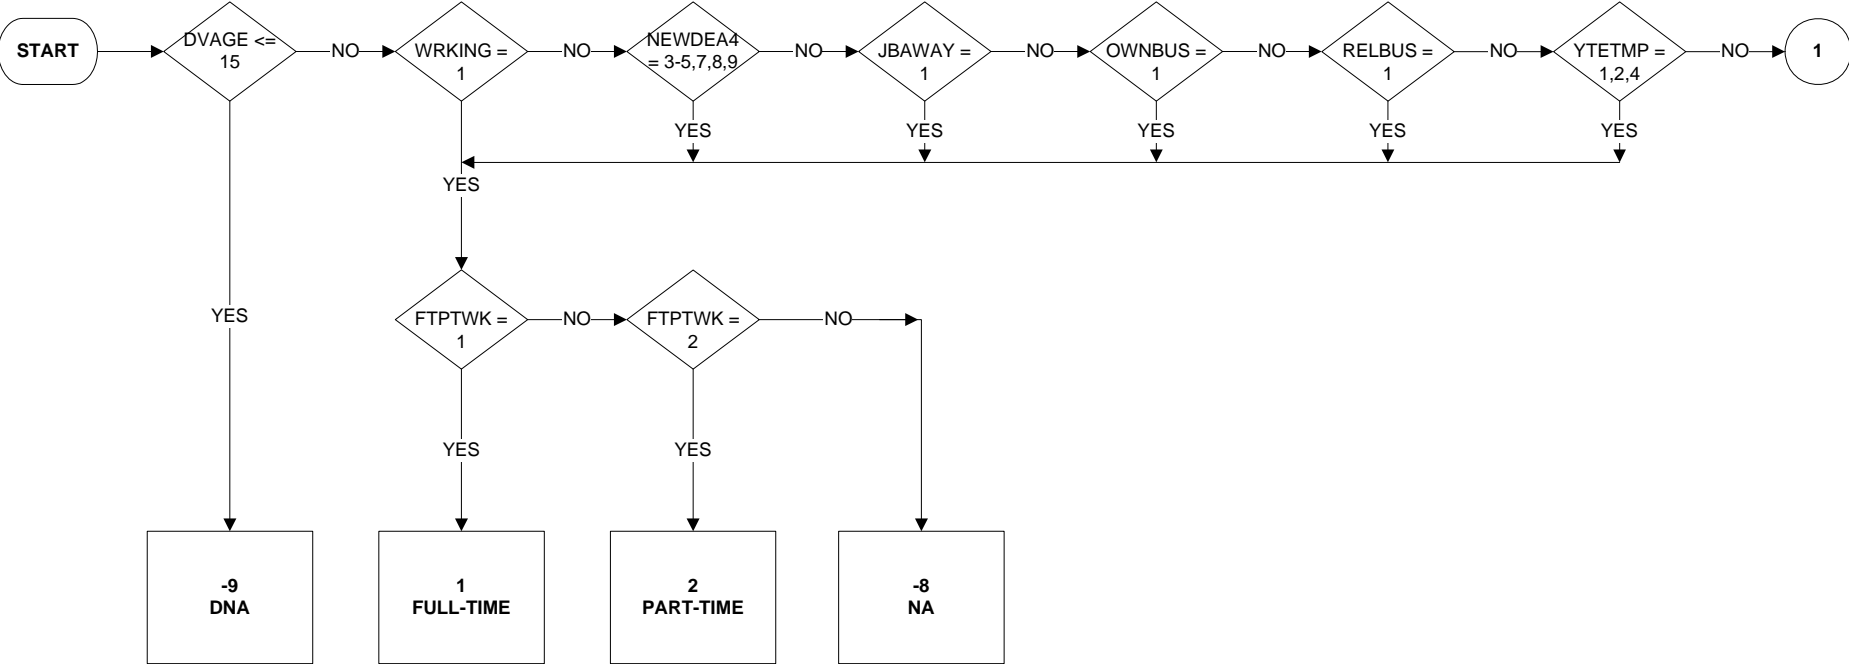 START
DVAGE <=
15
NO
WRKING =
1
NO
NEWDEA4
= 3-5,7,8,9
NO
JBAWAY =
1
NO
OWNBUS =
1
NO
RELBUS =
1
NO
YTETMP =
1,2,4
NO
1
YES
YES
YES
YES
YES
YES
YES
FTPTWK =
1
NO
FTPTWK =
2
NO
YES
YES
-9
DNA
1
FULL-TIME
2
PART-TIME
-8
NA